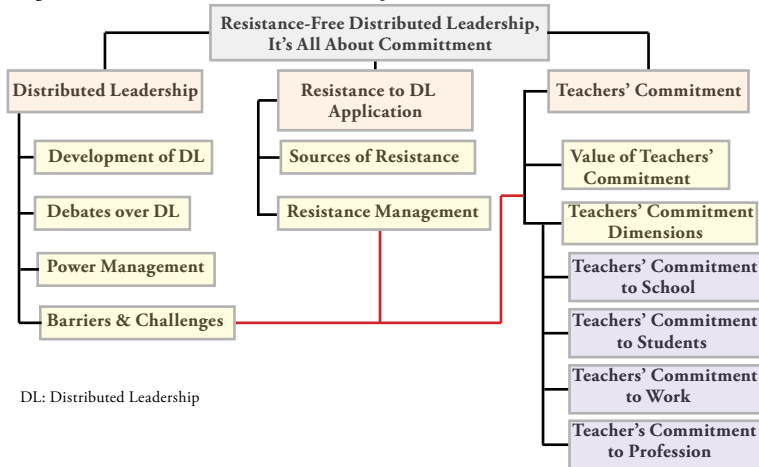 Resistance-Free Distributed Leadership,
It's All About Committment
Distributed Leadership
Development of DL
Debates over DL
Power Management
Barriers & Challenges
Resistance to DL
Application
Sources of Resistance
Resistance Management
Teachers' Commitment
Value of Teachers'
Commitment
Teachers' Commitment
Dimensions
Teachers' Commitment
to School
Teachers' Commitment
to Students
Teachers' Commitment
to Work
Teacher's Commitment
to Profession
DL: Distributed Leadership